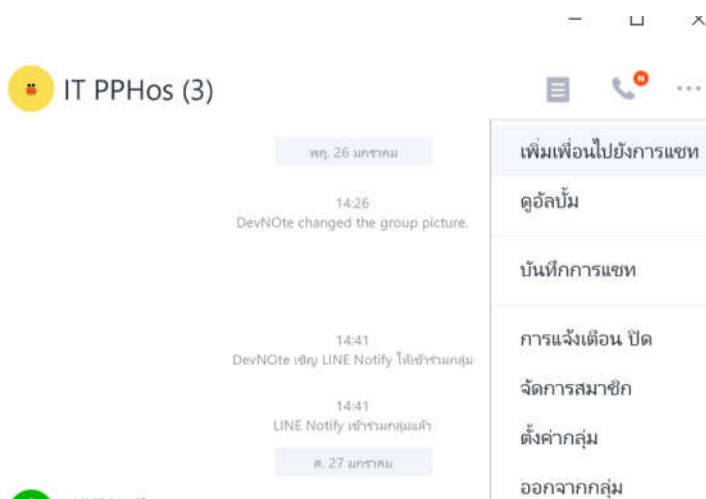 IT PPHos (3)
N
พฤ. 26 มกราคม
14:26
DevNOte changed the group picture.
14:41
DevNOte เชิญ LINE Notify ให้เข้าร่วมกลุ่ม
14:41
LINE Notify เข้าร่วมกลุ่มแล้ว
ศ. 27 มกราคม
เพิ่มเพื่อนไปยังการแชท
ดูอัลบั้ม
บันทึกการแชท
การแจ้งเตือน ปิด
จัดการสมาชิก
ตั้งค่ากลุ่ม
ออกจากกลุ่ม